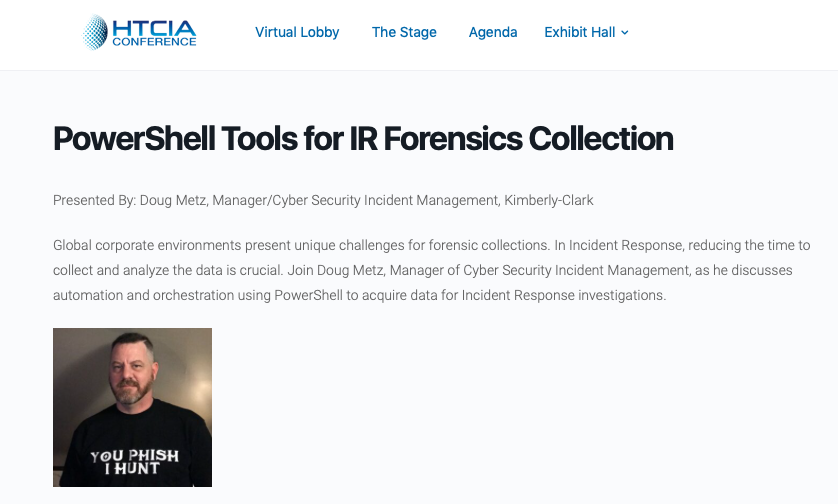 HTCIA
CONFERENCE
Virtual Lobby
The Stage
Agenda
Exhibit Hall
PowerShell Tools for IR Forensics Collection
Presented By: Doug Metz, Manager/Cyber Security Incident Management, Kimberly-Clark
Global corporate environments present unique challenges for forensic collections. In Incident Response, reducing the time to
collect and analyze the data is crucial. Join Doug Metz, Manager of Cyber Security Incident Management, as he discusses
automation and orchestration using PowerShell to acquire data for Incident Response investigations.
YOU PHISH
I HUNT